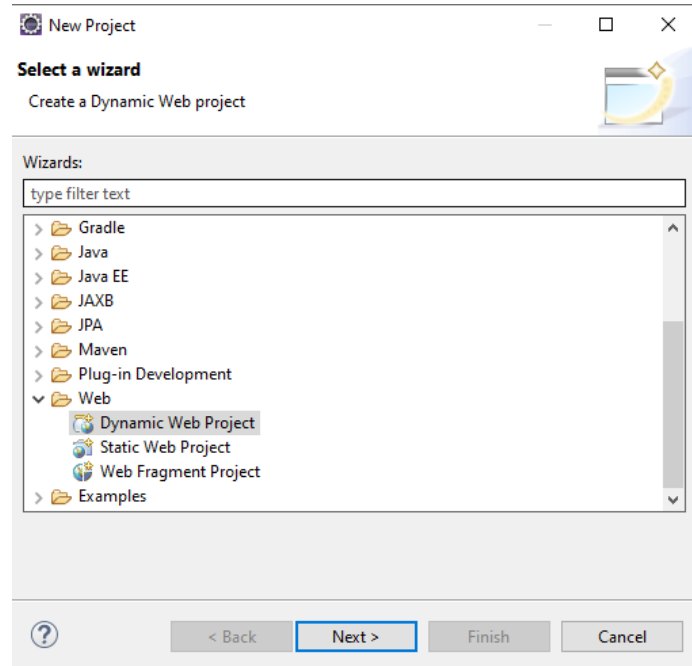 New Project
Select a wizard
Create a Dynamic Web project
Wizards:
type filter text
Gradle
Java
Java EE
JAXB
JPA
Maven
Plug-in Development
Web
Dynamic Web Project
Static Web Project
Web Fragment Project
Examples
? < Back Next > Finish Cancel